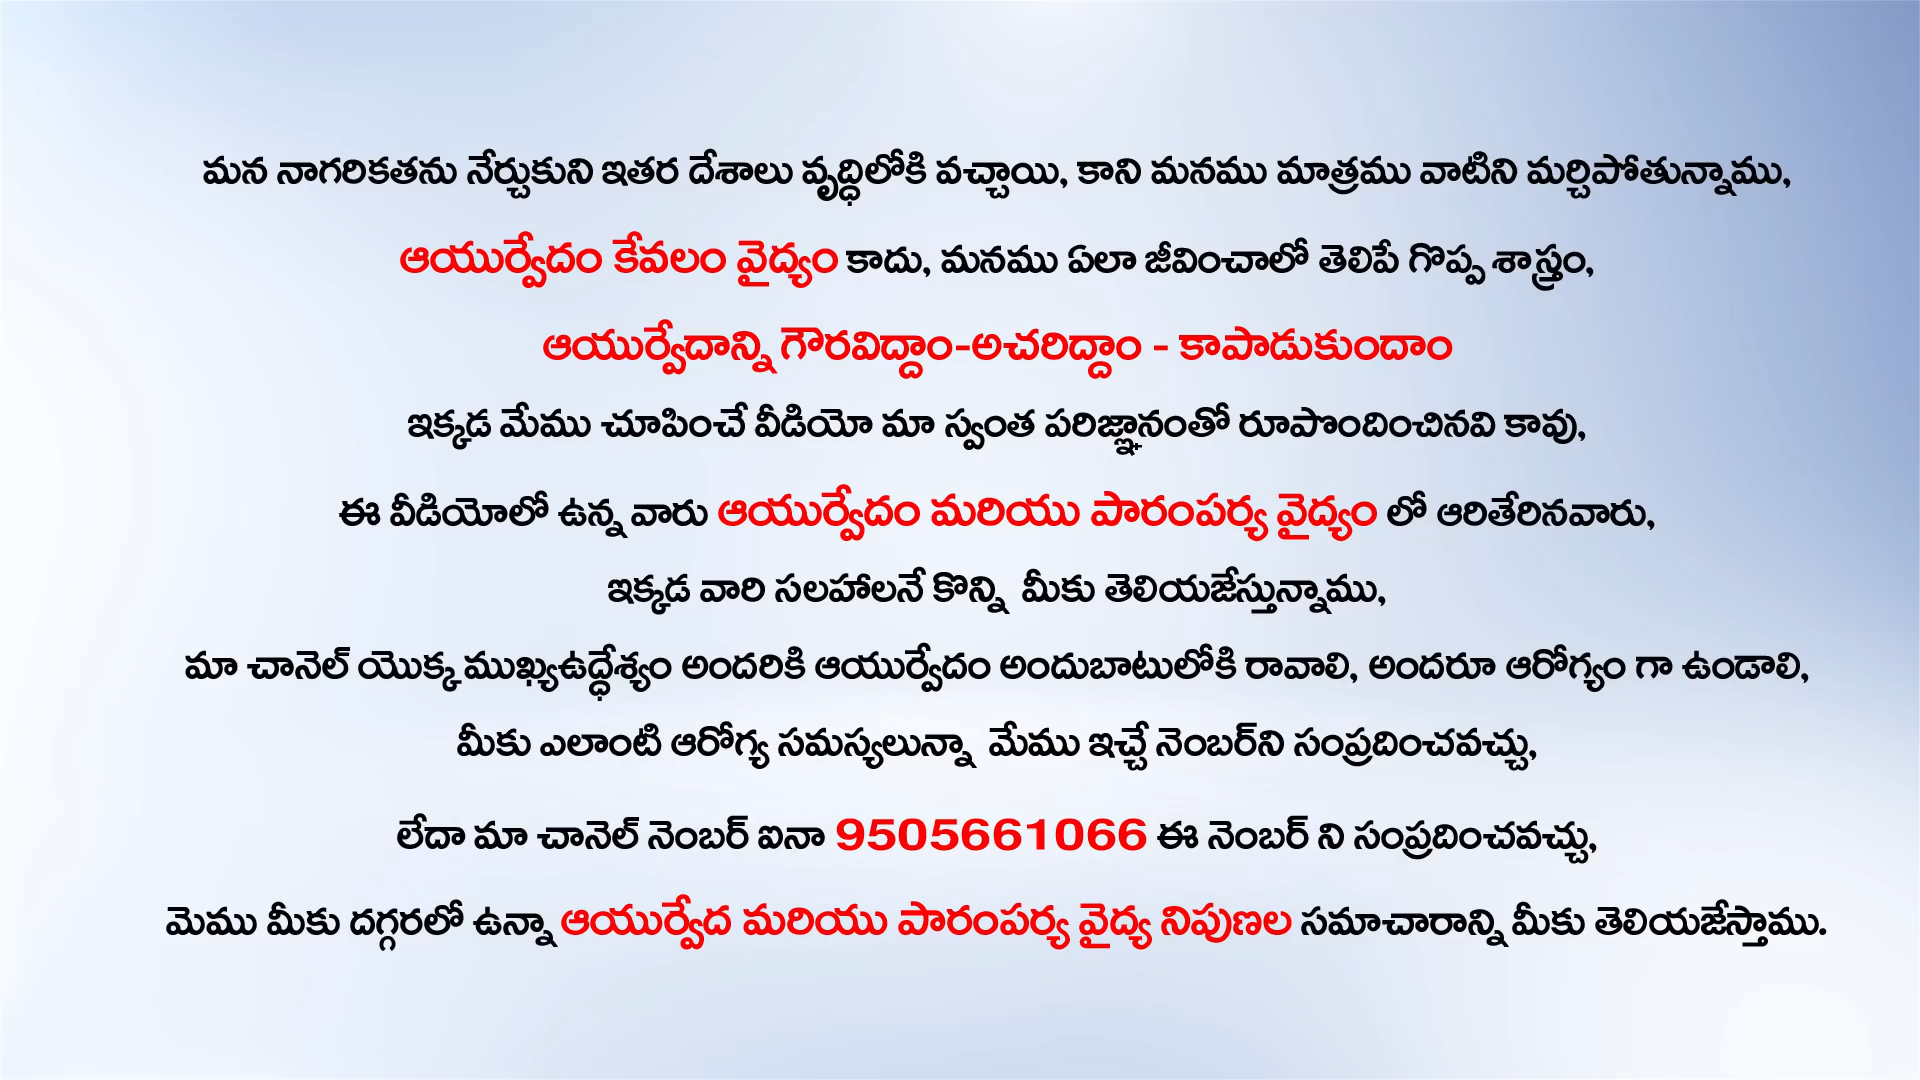 మన నాగరికతను నేర్చుకుని ఇతర దేశాలు వృద్ధిలోకి వచ్చాయి, కాని మనము మాత్రము వాటిని మర్చిపోతున్నాము,
ఆయుర్వేదం కేవలం వైద్యం కాదు, మనము ఏలా జీవించాలో తెలిపే గొప్ప శాస్త్రం,
ఆయుర్వేదాన్ని గౌరవిద్దాం-అచరిద్దాం - కాపాడుకుందాం
ఇక్కడ మేము చూపించే వీడియో మా స్వంత పరిజ్ఞానంతో రూపొందించినవి కావు,
ఈ వీడియోలో ఉన్న వారు ఆయుర్వేదం మరియు పారంపర్య వైద్యం లో ఆరితేరినవారు,
ఇక్కడ వారి సలహాలనే కొన్ని మీకు తెలియజేస్తున్నాము,
మా చానెల్ యొక్క ముఖ్యఉద్ధేశ్యం అందరికి ఆయుర్వేదం అందుబాటులోకి రావాలి, అందరూ ఆరోగ్యం గా ఉండాలి,
మీకు ఎలాంటి ఆరోగ్య సమస్యలున్నా మేము ఇచ్చే నెంబర్‌ని సంప్రదించవచ్చు,
లేదా మా చానెల్ నెంబర్ ఐనా 9505661066 ఈ నెంబర్ ని సంప్రదించవచ్చు,
మెము మీకు దగ్గరలో ఉన్నా ఆయుర్వేద మరియు పారంపర్య వైద్య నిపుణల సమాచారాన్ని మీకు తెలియజేస్తాము.